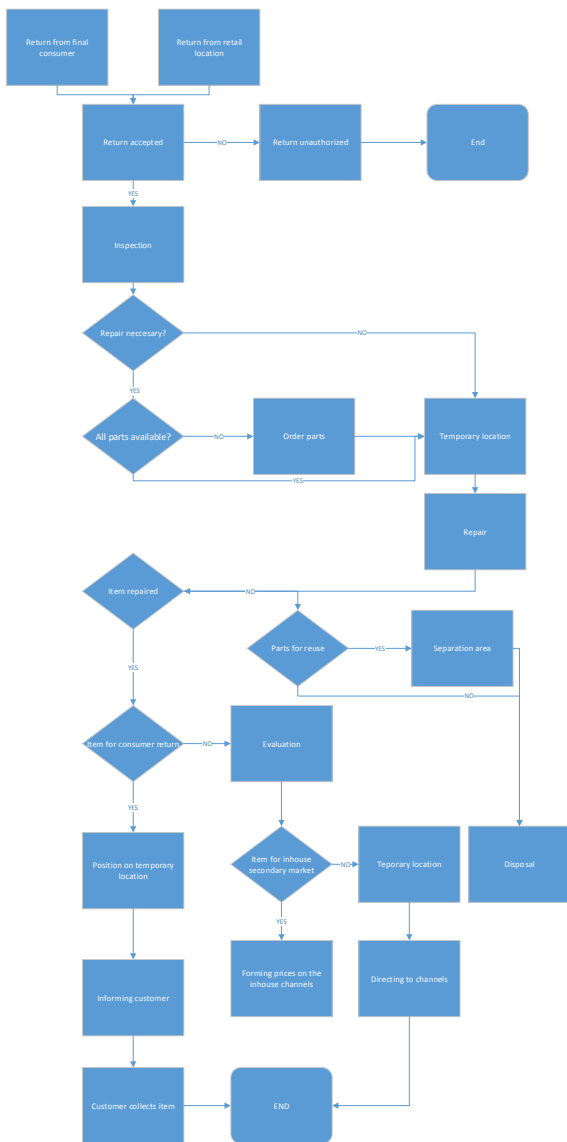 Return from final
consumer
Return from retail
location
Return accepted
NO
Return unauthorized
End
YES
Inspection
Repair neccesary?
NO
YES
All parts available?
NO
Order parts
Temporary location
YES
Repair
Item repaired
NO
Parts for reuse
YES
Separation area
YES
NO
Item for consumer return
NO
Evaluation
YES
Position on temporary
location
Item for inhouse
secondary market
NO
Teporary location
Disposal
YES
Informing customer
Forming prices on the
inhouse channels
Directing to channels
Customer collects item
END